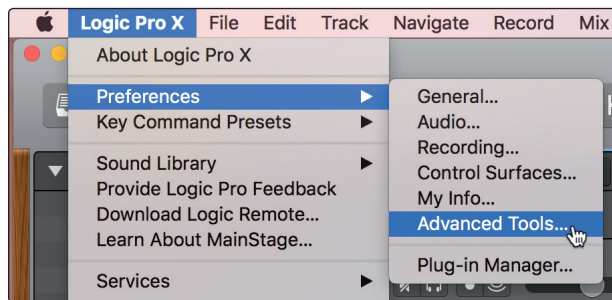 Logic Pro X File Edit Track Navigate Record Mix
About Logic Pro X
Preferences
Key Command Presets
Sound Library
Provide Logic Pro Feedback
Download Logic Remote...
Learn About MainStage...
Services
General...
Audio...
Recording...
Control Surfaces...
My Info...
Advanced Tools...
Plug-in Manager...